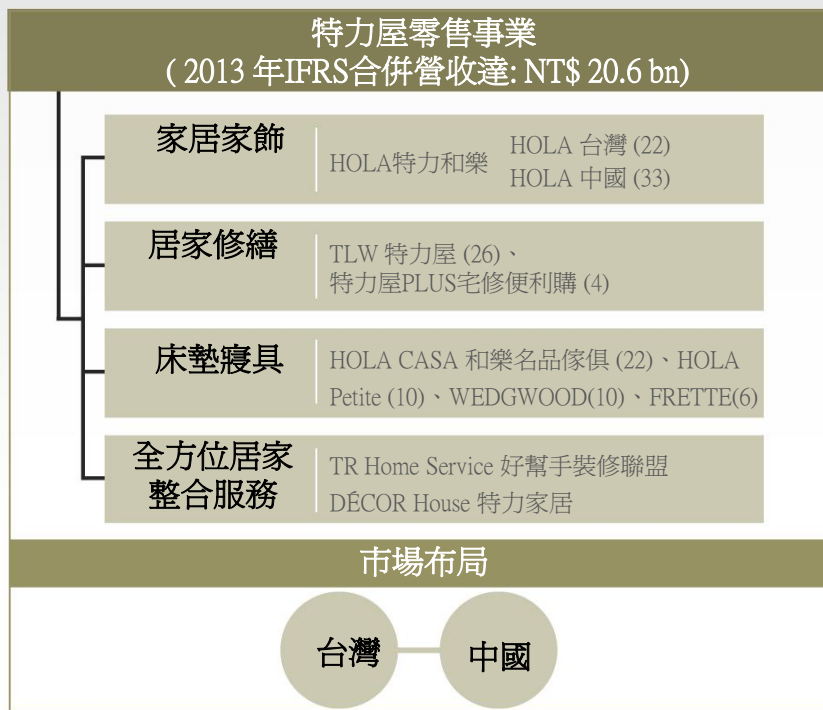 特力屋零售事業
( 2013 年IFRS合併營收達: NT$ 20.6 bn)
家居家飾
HOLA特力和樂
HOLA 台灣 (22)
HOLA 中國 (33)
居家修繕
TLW 特力屋 (26)、
特力屋PLUS宅修便利購 (4)
床墊寢具
HOLA CASA 和樂名品傢俱 (22)、HOLA
Petite (10)、WEDGWOOD(10)、FRETTE(6)
全方位居家
整合服務
TR Home Service 好幫手裝修聯盟
DÉCOR House 特力家居
市場布局
台灣
中國